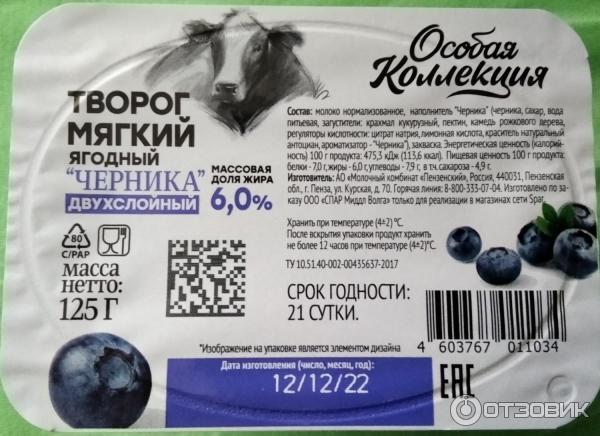 Особая
Коллекция
ТВОРОГ
МЯГКИЙ
ЯГОДНЫЙ
"ЧЕРНИКА"
ДВУХСЛОЙНЫЙ
МАССОВАЯ
ДОЛЯ ЖИРА
6,0%
80
C/PAP
масса
нетто:
125 Г
Состав: молоко нормализованное, наполнитель "Черника" (черника, сахар, вода
питьевая, загустители: крахмал кукурузный, пектин, камедь рожкового дерева,
регуляторы кислотности: цитрат натрия, лимонная кислота, краситель натуральный
антоциан, ароматизатор - "Черника"), закваска. Энергетическая ценность (калорий-
ность) 100 г продукта: 475,3 кДж (113,6 ккал). Пищевая ценность 100 г продукта:
белки - 7,0 г, жиры - 6,0 г, углеводы - 7,9 г, в т.ч. сахароза - 4,9 г.
Изготовитель: АО «Молочный комбинат «Пензенский», Россия, 440031, Пензенская
обл., г. Пенза, ул. Курская, д. 70. Горячая линия: 8-800-333-07-04. Изготовлено по за-
казу ООО «СПАР Миддл Волга» только для реализации в магазинах сети Spar.
Хранить при температуре (4±2) °С.
После вскрытия упаковки продукт хранить
не более 12 часов при температуре (4±2)°С.
ТУ 10.51.40-002-00435637-2017
СРОК ГОДНОСТИ:
21 СУТКИ.
*Изображение на упаковке является элементом дизайна
4 603767 011034
Дата изготовления (число, месяц, год):
12/12/22
ЕАС
ОТЗОВИК